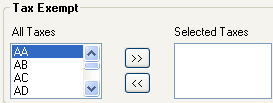 Tax Exempt
All Taxes
Selected Taxes
AA
AB
AC
AD
>>
<<